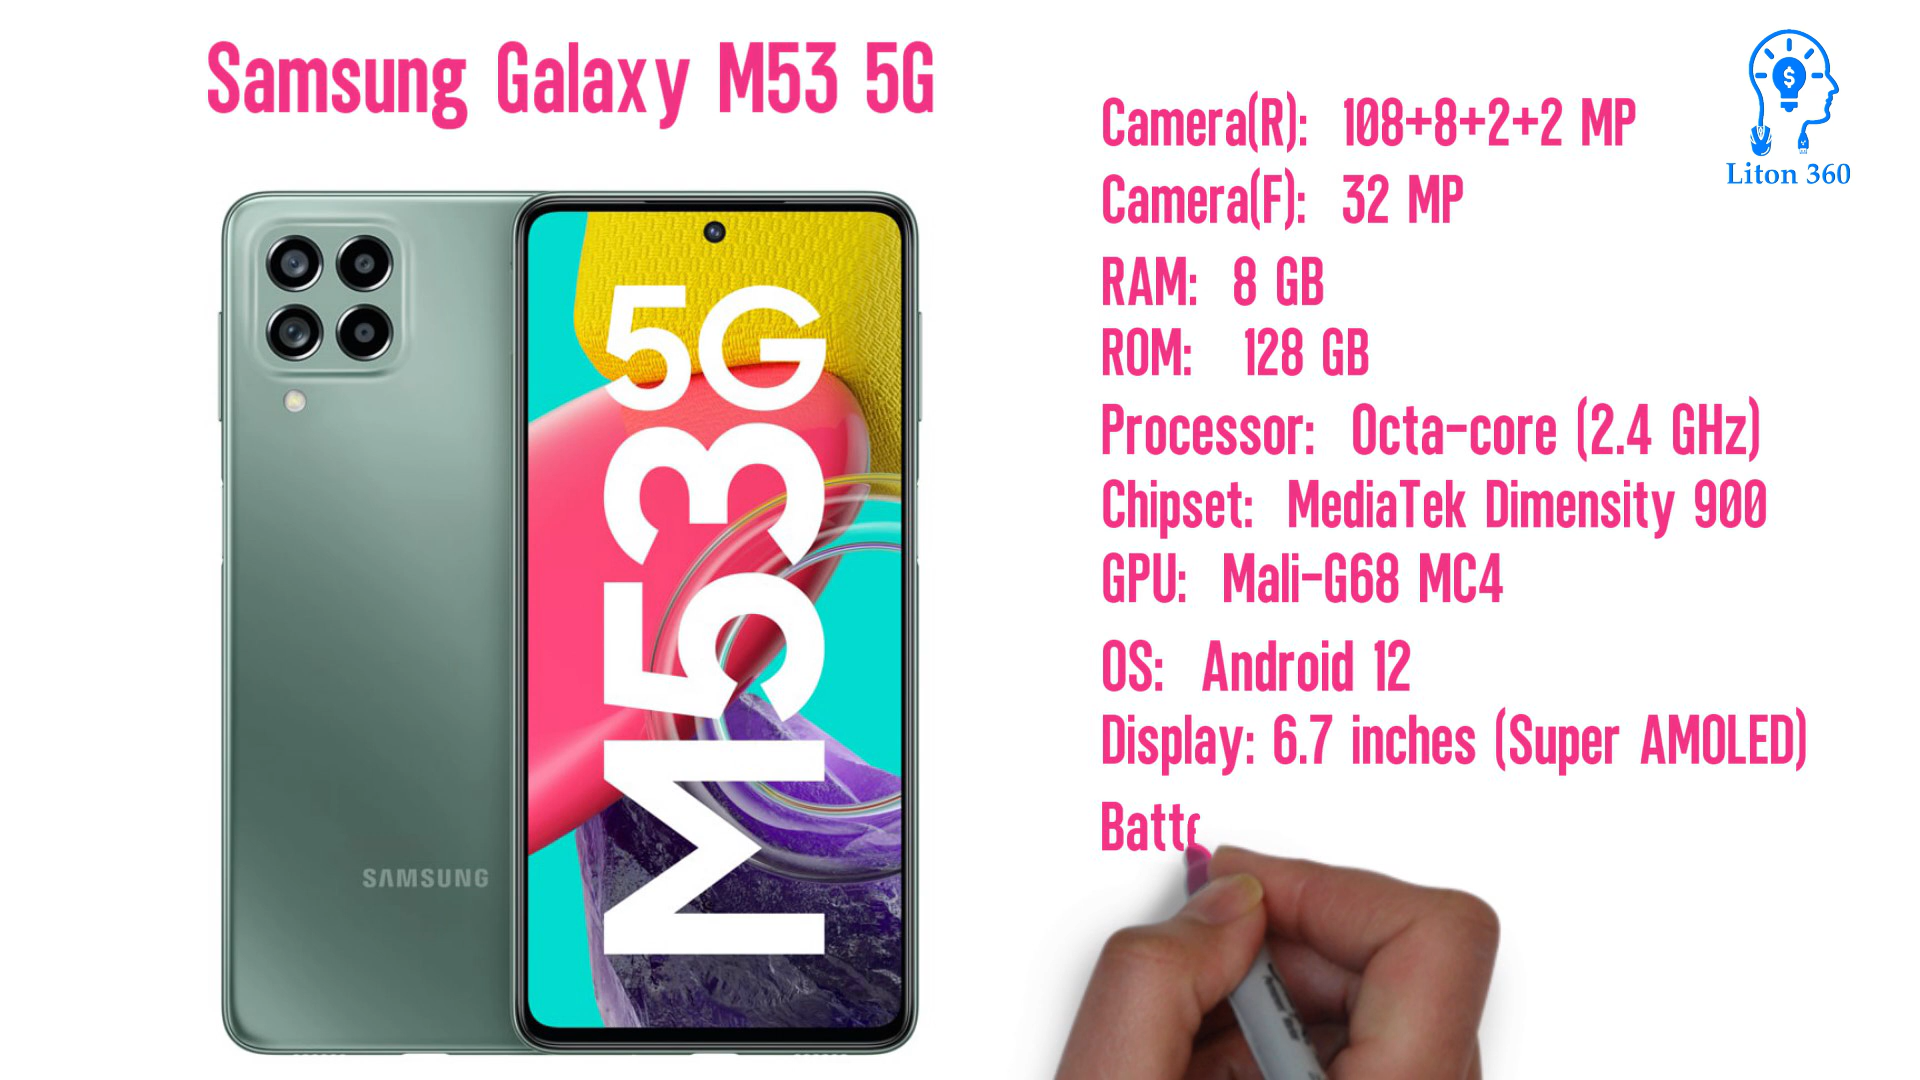 Samsung Galaxy M53 5G
Liton 360
Camera(R): 108+8+2+2 MP
Camera(F): 32 MP
RAM: 8 GB
ROM: 128 GB
Processor: Octa-core (2.4 GHz)
Chipset: MediaTek Dimensity 900
GPU: Mali-G68 MC4
OS: Android 12
Display: 6.7 inches (Super AMOLED)
Batte
SAMSUNG
M53 5G